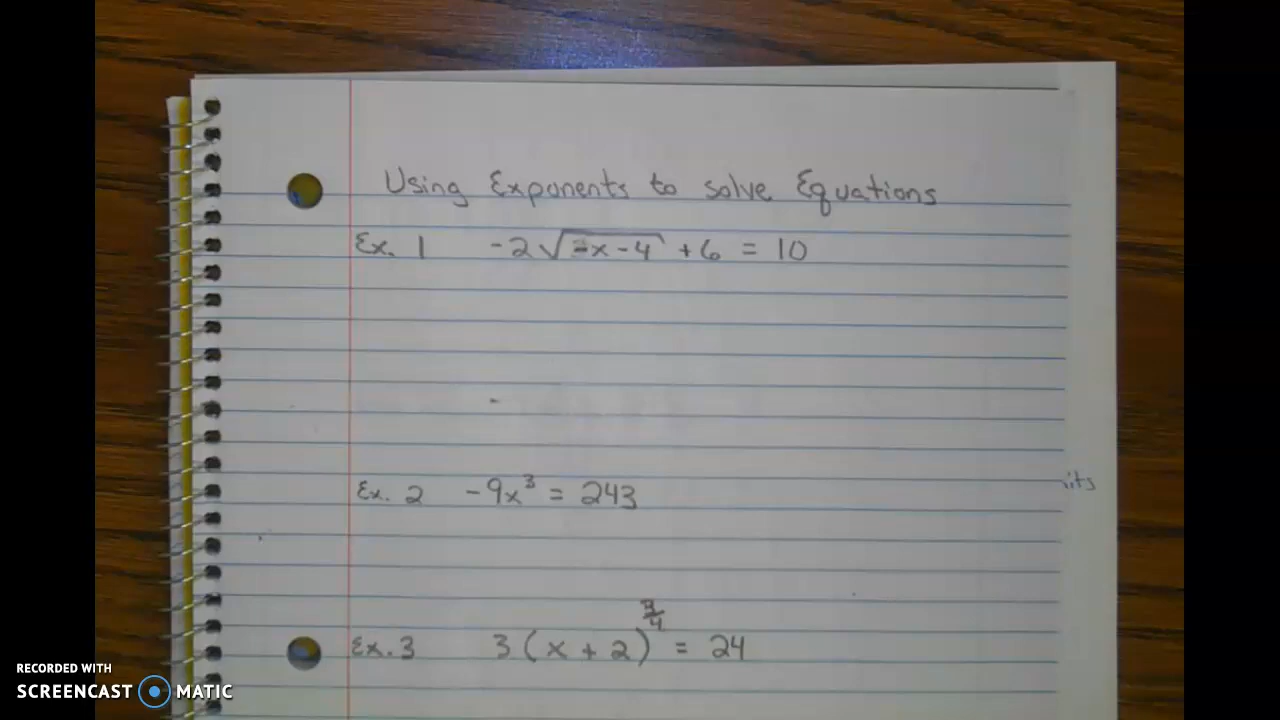 Using Exponents to solve Equations
Ex. 1 -2√(-x-4) +6 = 10
Ex. 2 -9x³ = 243
Ex. 3 3(x+2)^(3/4) = 24
RECORDED WITH
SCREENCAST MATIC